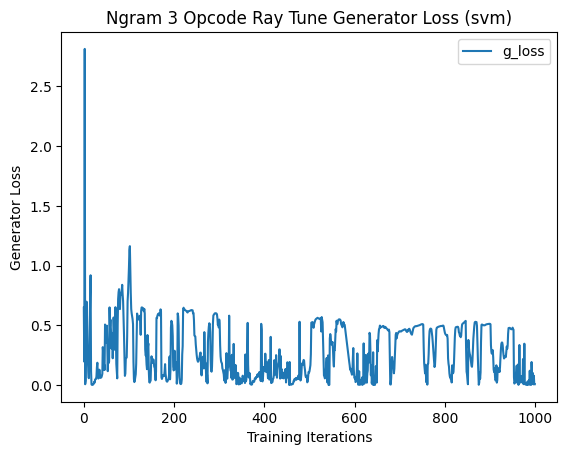 Ngram 3 Opcode Ray Tune Generator Loss (svm)
g_loss
Generator Loss
2.5
2.0
1.5
1.0
0.5
0.0
0 200 400 600 800 1000
Training Iterations